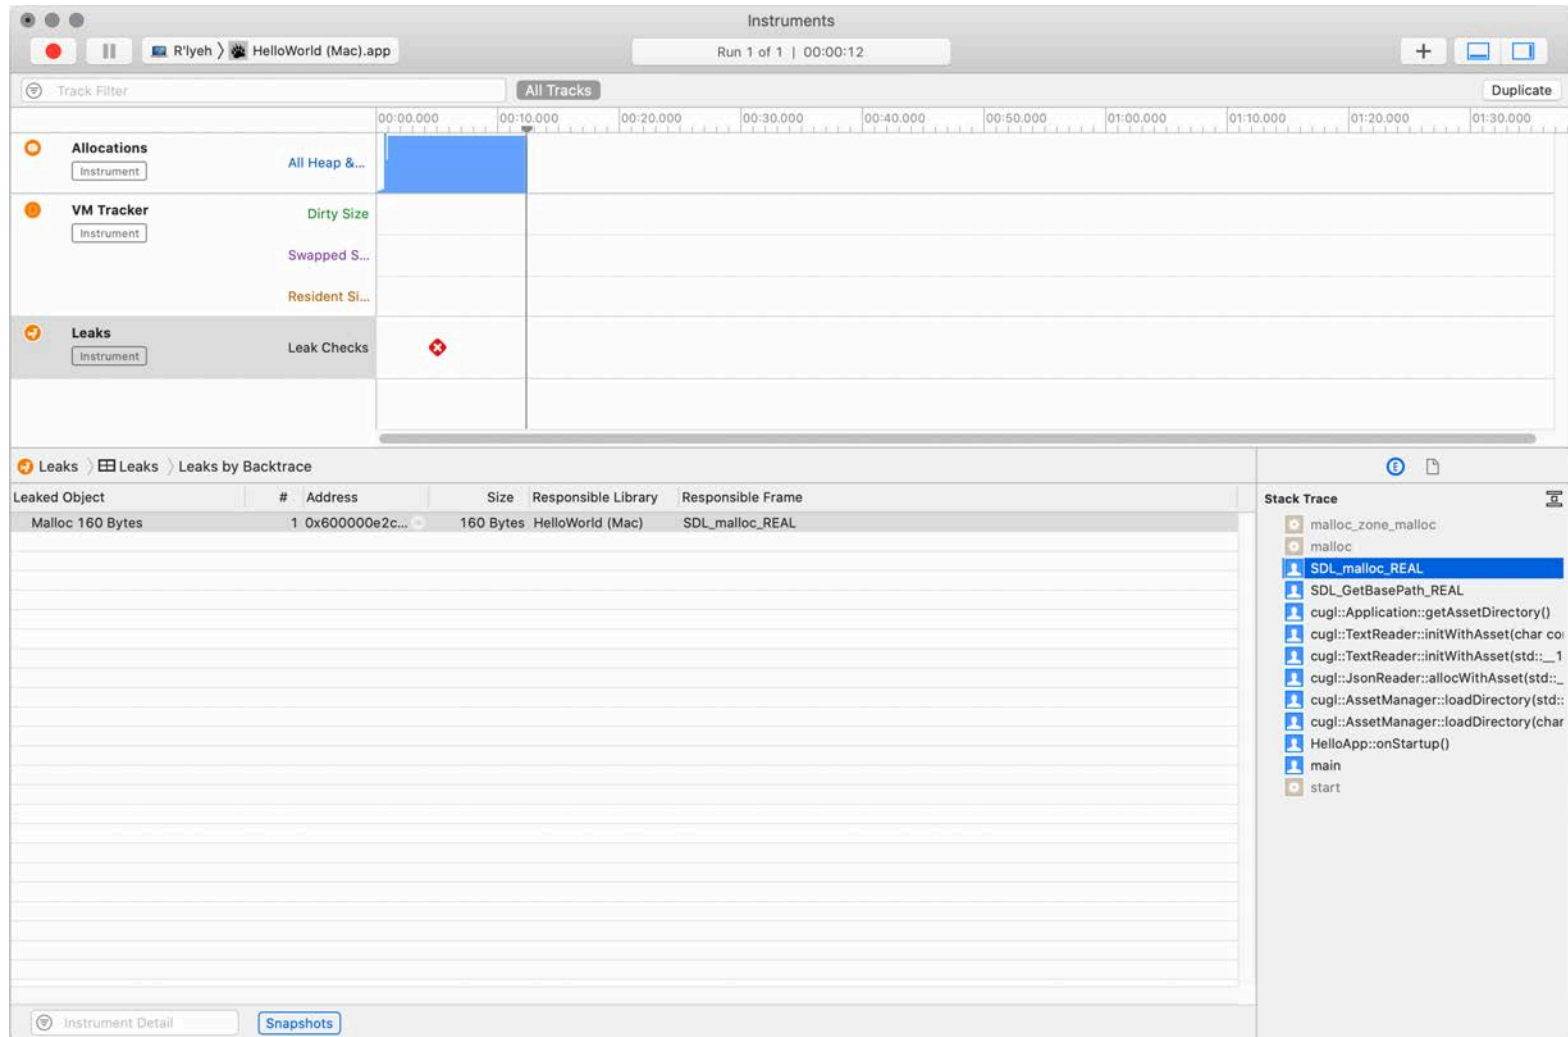 Instruments
R'lyeh 〉 HelloWorld (Mac).app
Run 1 of 1 | 00:00:12
Track Filter
All Tracks
Duplicate
00:00.000 00:10.000 00:20.000 00:30.000 00:40.000 00:50.000 01:00.000 01:10.000 01:20.000 01:30.000
Allocations
Instrument
All Heap &...
VM Tracker
Instrument
Dirty Size
Swapped S...
Resident Si...
Leaks
Instrument
Leak Checks
Leaks 〉 Leaks 〉 Leaks by Backtrace
Leaked Object # Address Size Responsible Library Responsible Frame
Malloc 160 Bytes 1 0x600000e2c... 160 Bytes HelloWorld (Mac) SDL_malloc_REAL
Stack Trace
malloc_zone_malloc
malloc
SDL_malloc_REAL
SDL_GetBasePath_REAL
cugl::Application::getAssetDirectory()
cugl::TextReader::initWithAsset(char co
cugl::TextReader::initWithAsset(std::__1
cugl::JsonReader::allocWithAsset(std::_
cugl::AssetManager::loadDirectory(std::
cugl::AssetManager::loadDirectory(char
HelloApp::onStartup()
main
start
Instrument Detail
Snapshots